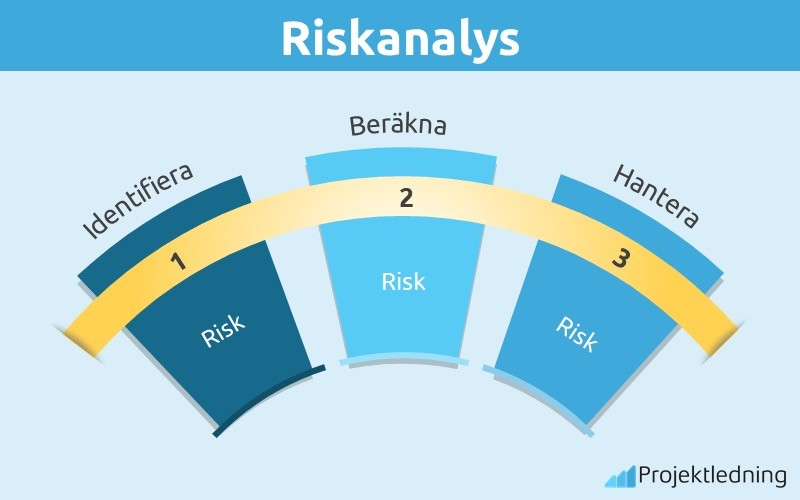 Riskanalys
Identifiera
1
Risk
Beräkna
2
Risk
Hantera
3
Risk
Projektledning